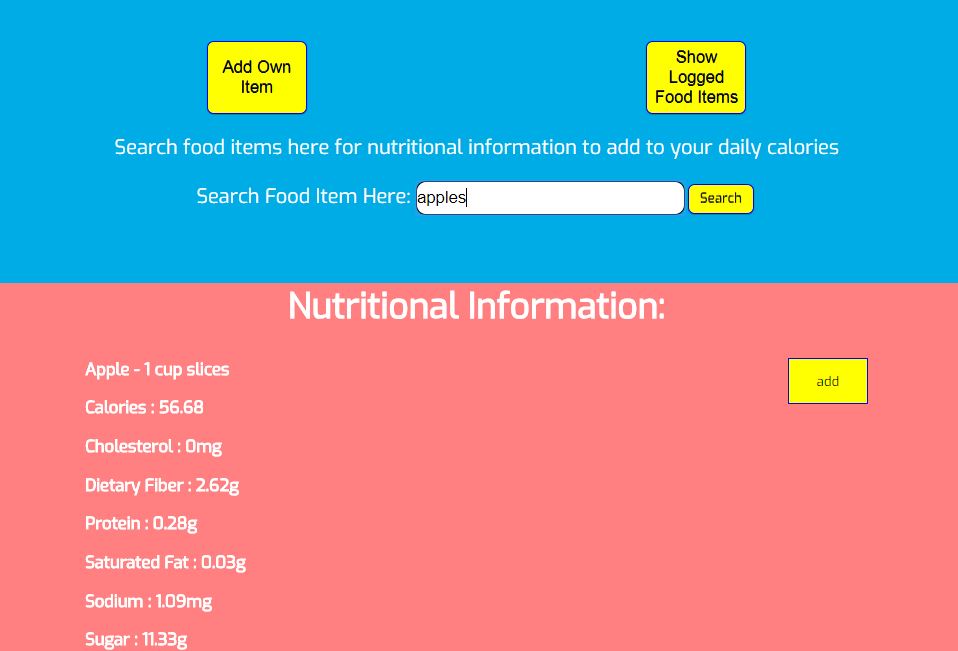 Add Own
Item
Show
Logged
Food Items
Search food items here for nutritional information to add to your daily calories
Search Food Item Here: apples Search
Nutritional Information:
Apple - 1 cup slices
add
Calories : 56.68
Cholesterol : 0mg
Dietary Fiber : 2.62g
Protein : 0.28g
Saturated Fat : 0.03g
Sodium : 1.09mg
Sugar : 11.33g